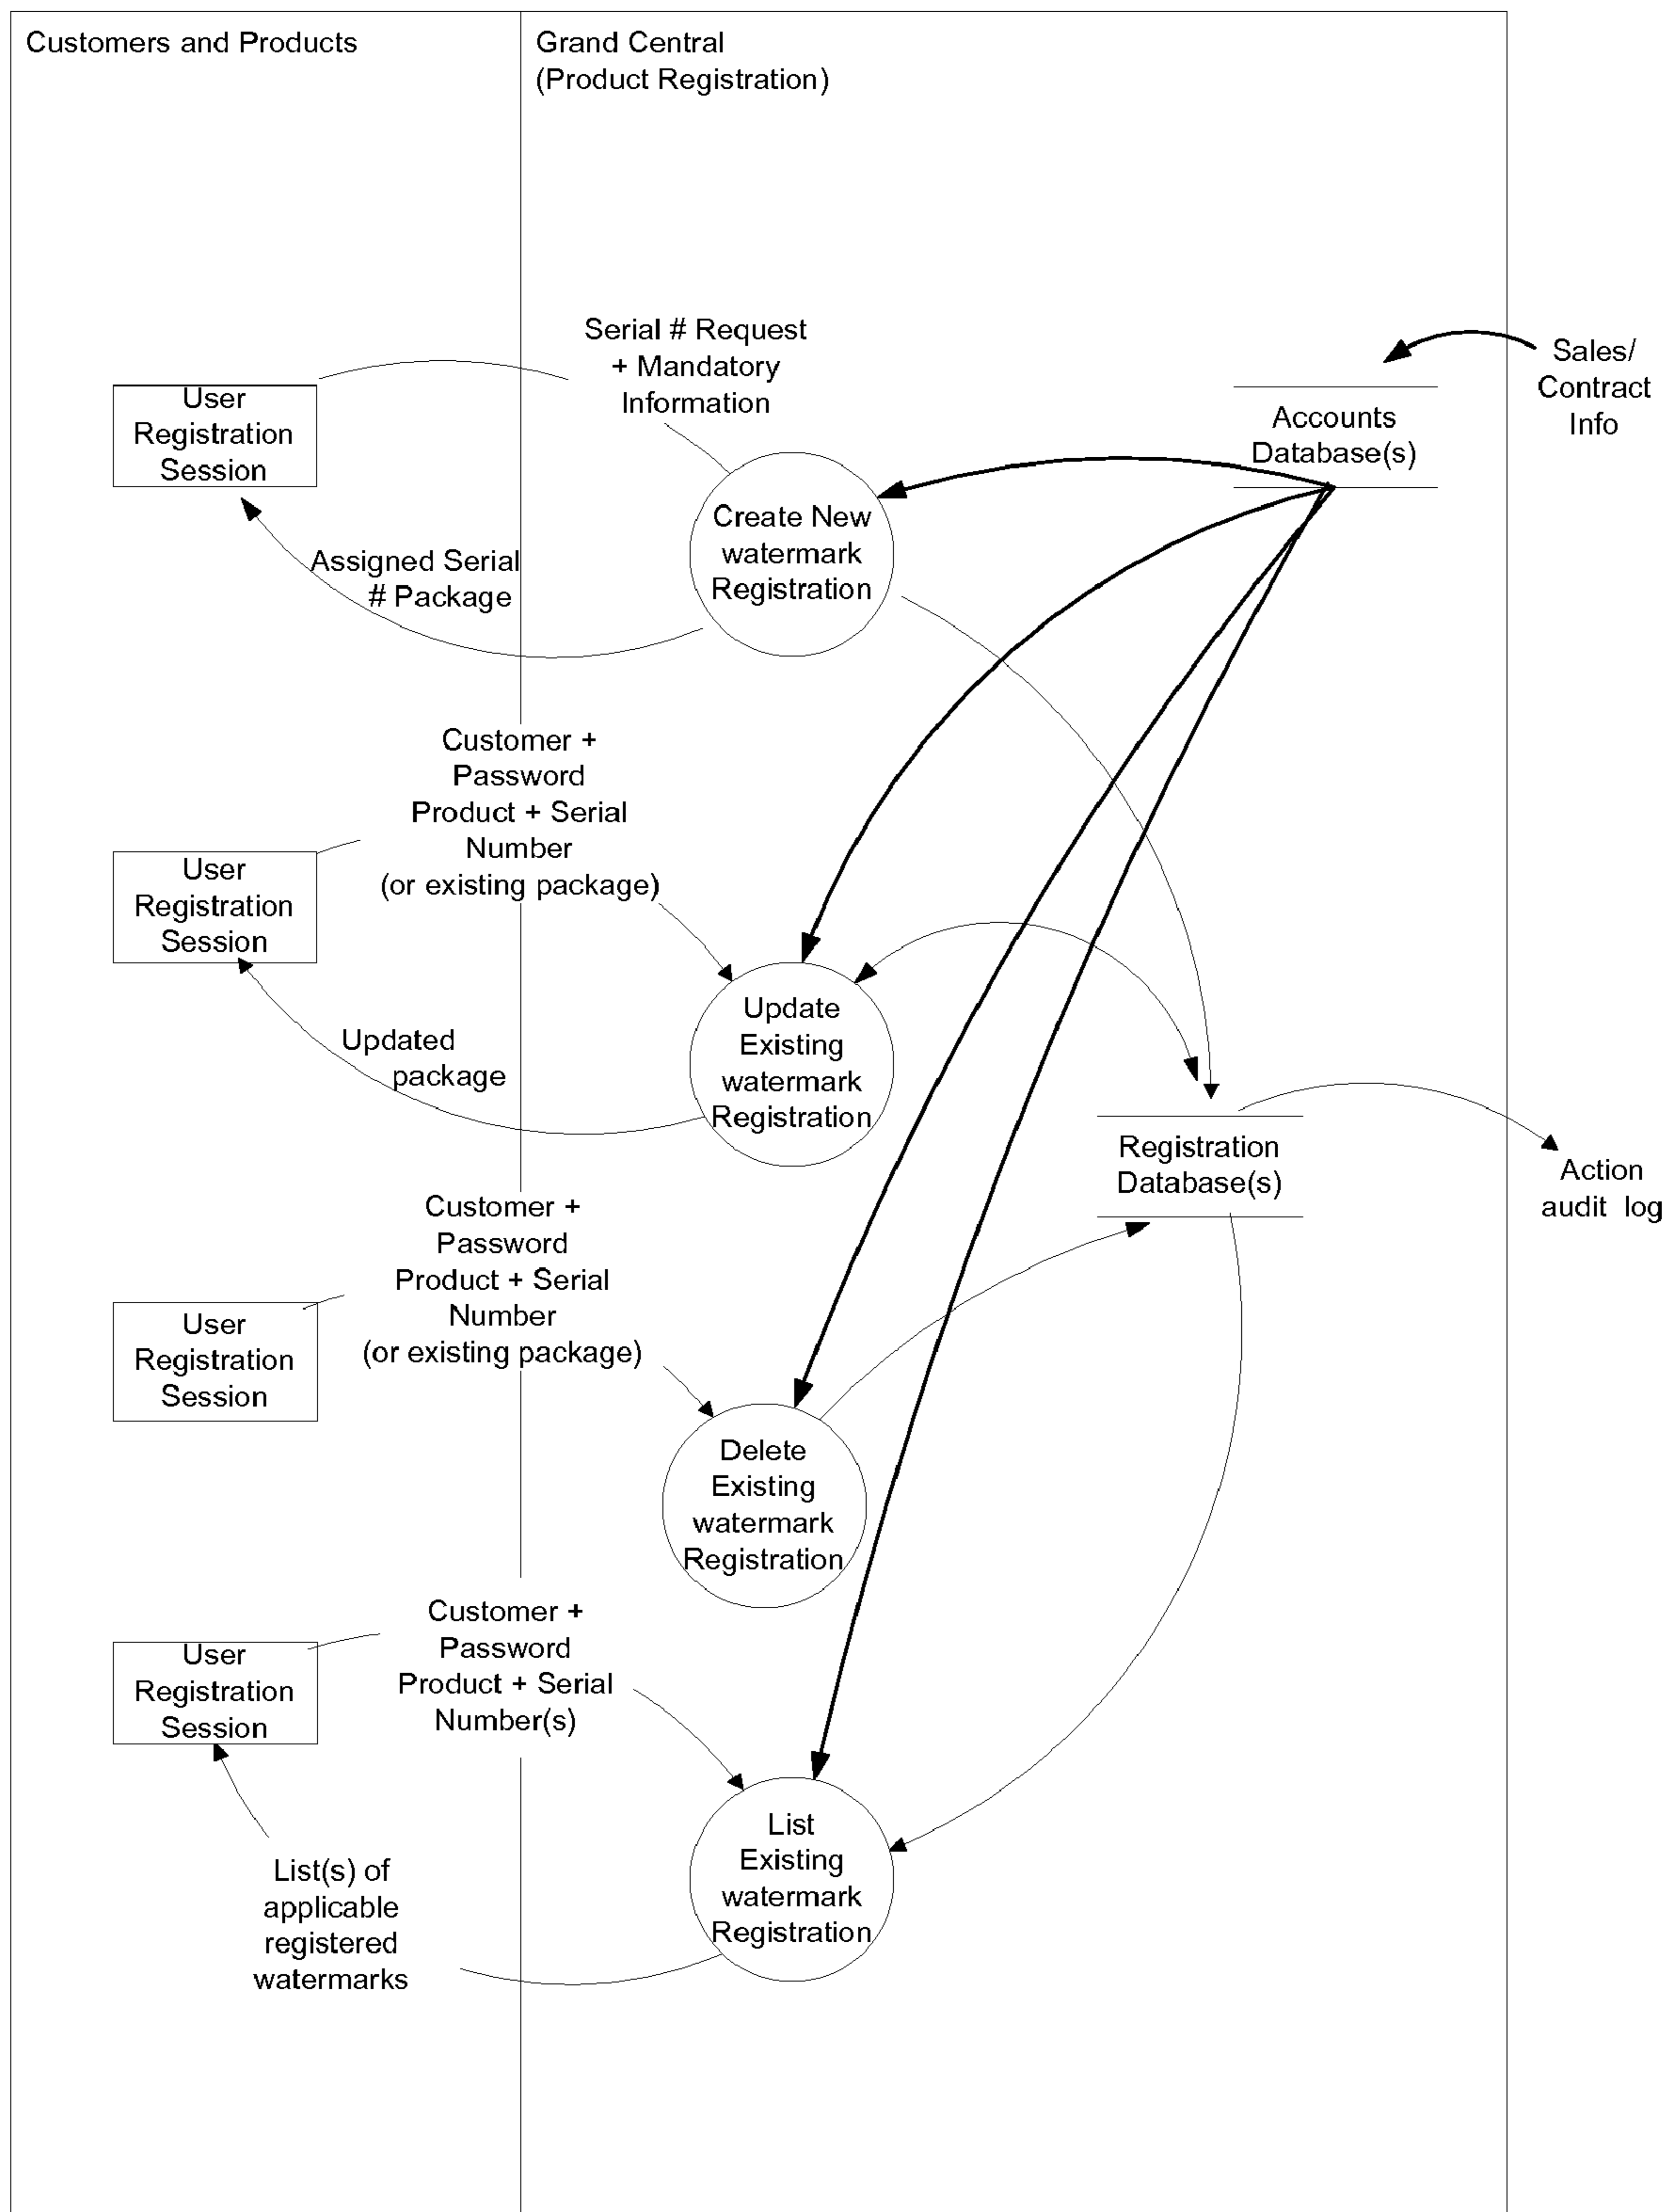 Customers and Products
Grand Central
(Product Registration)
Serial # Request
+ Mandatory
Information
Sales/
Contract
Info
User
Registration
Session
Accounts
Database(s)
Create New
watermark
Registration
Assigned Serial
# Package
Customer +
Password
Product + Serial
Number
(or existing package)
User
Registration
Session
Update
Existing
watermark
Registration
Updated
package
Registration
Database(s)
Action
audit log
Customer +
Password
Product + Serial
Number
(or existing package)
User
Registration
Session
Delete
Existing
watermark
Registration
Customer +
Password
Product + Serial
Number(s)
User
Registration
Session
List
Existing
watermark
Registration
List(s) of
applicable
registered
watermarks